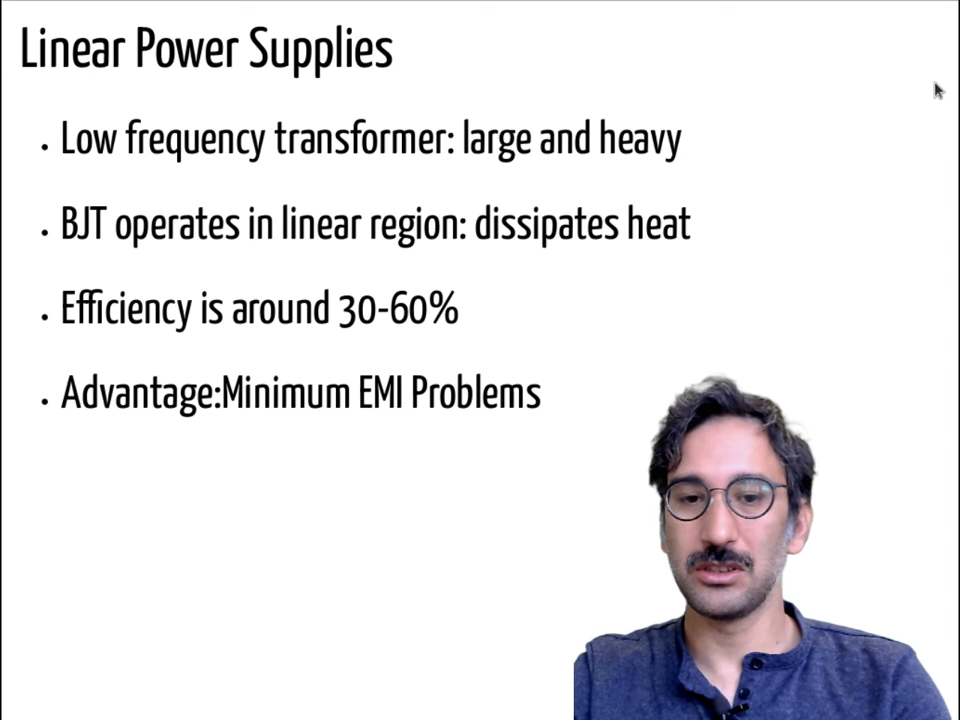 Linear Power Supplies
• Low frequency transformer: large and heavy
• BJT operates in linear region: dissipates heat
• Efficiency is around 30-60%
• Advantage:Minimum EMI Problems